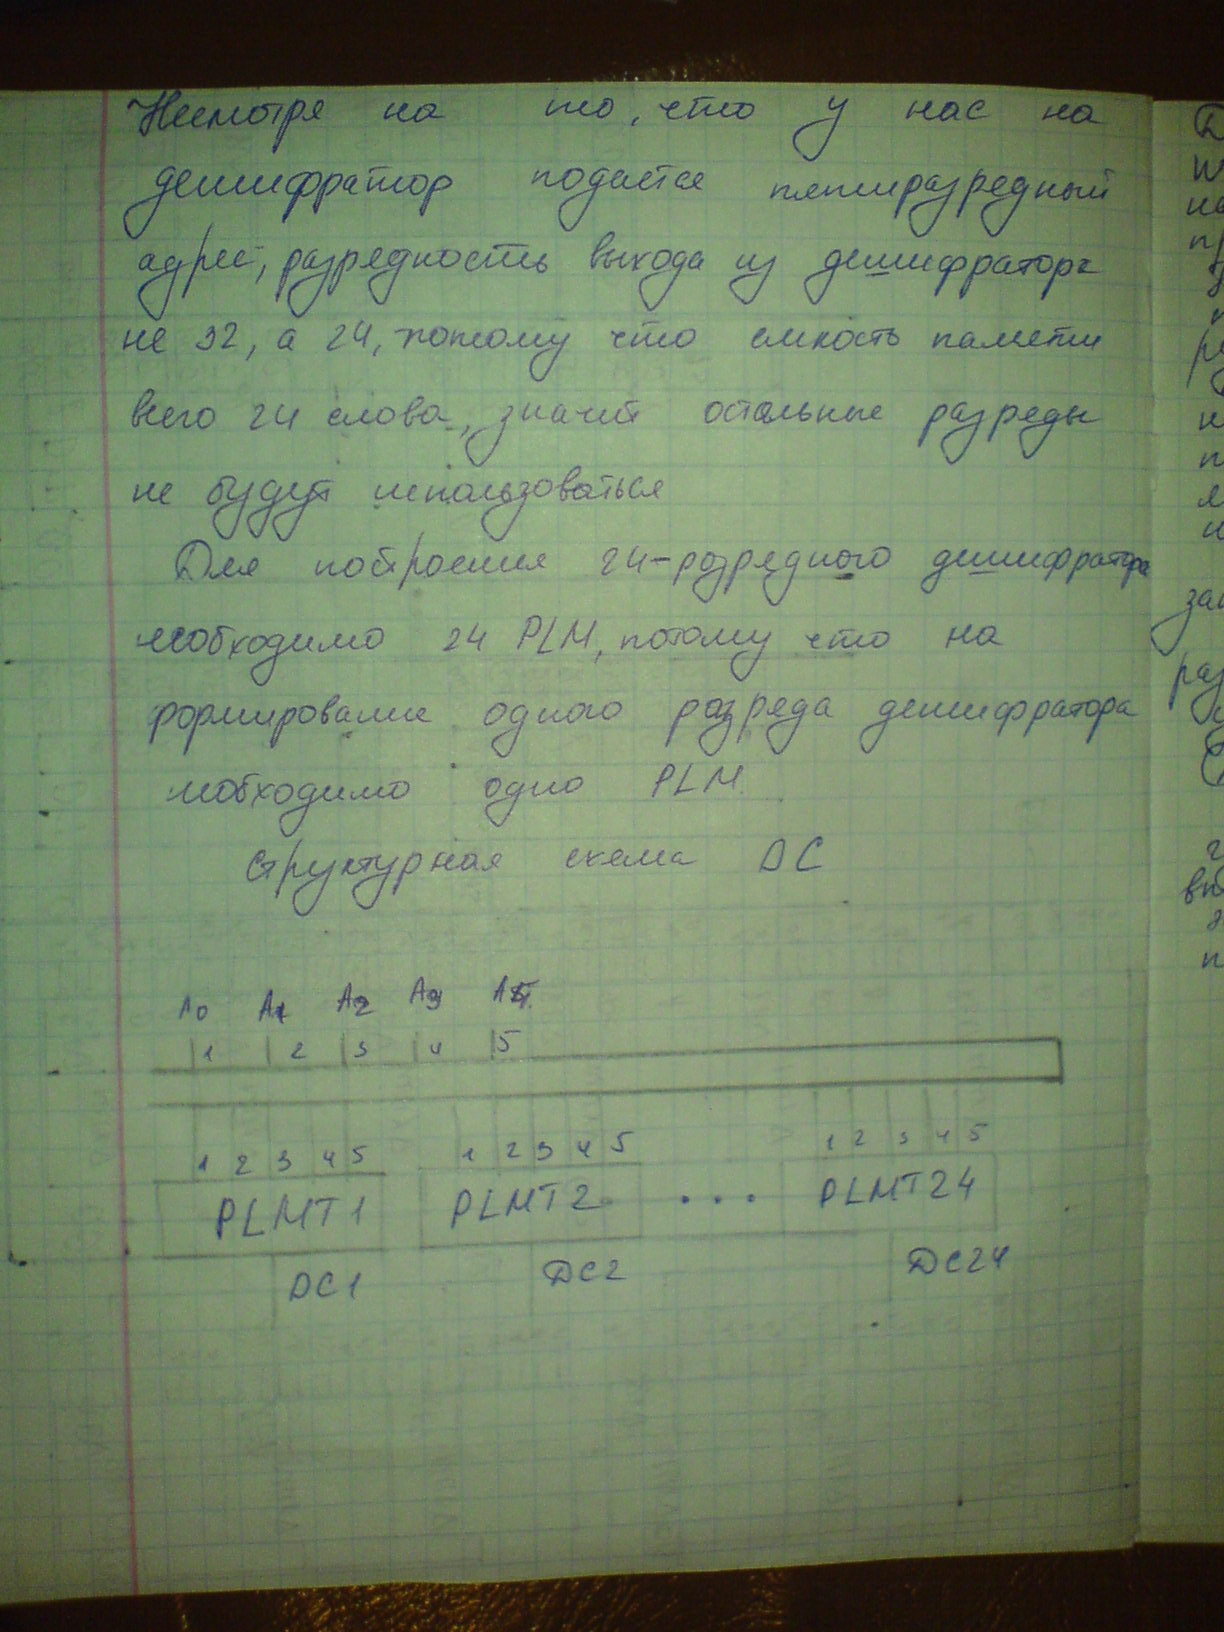 Несмотря на то, что у нас на
дешифратор подается пятиразрядный
адрес, разрядность выхода из дешифратора
не 32, а 24, потому что емкость памяти
всего 24 слова, значит остальные разряды
не будут использоваться
Для построения 24-разрядного дешифратора
необходимо 24 PLM, потому что на
формирование одного разряда дешифратора
необходимо одно PLM.
Структурная схема DC
A0 A1 A2 A3 A4
1 2 3 4 5
1 2 3 4 5 1 2 3 4 5 1 2 3 4 5
PLMT1 PLMT2 ... PLMT24
DC1 DC2 DC24